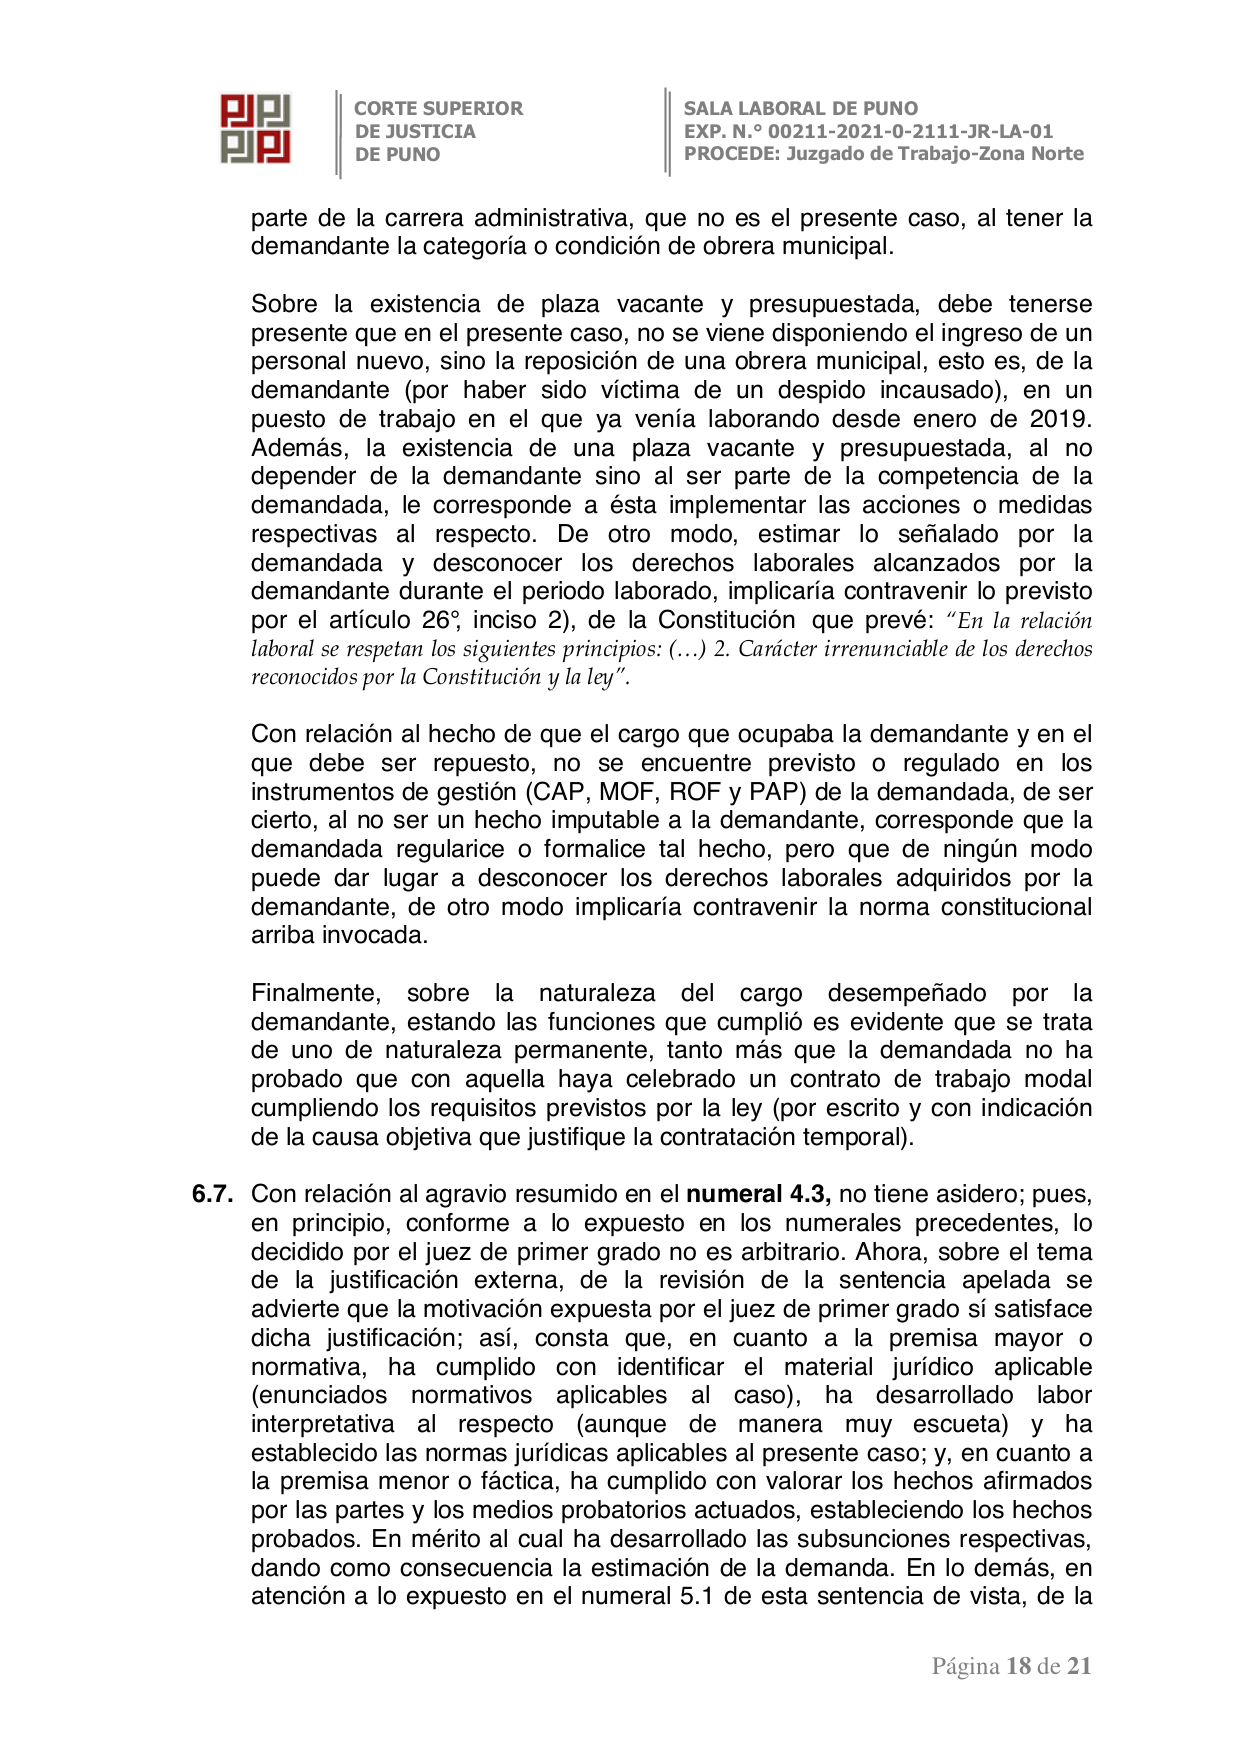 CORTE SUPERIOR
DE JUSTICIA
DE PUNO
SALA LABORAL DE PUNO
EXP. N.° 00211-2021-0-2111-JR-LA-01
PROCEDE: Juzgado de Trabajo-Zona Norte
parte de la carrera administrativa, que no es el presente caso, al tener la
demandante la categoría o condición de obrera municipal.
Sobre la existencia de plaza vacante y presupuestada, debe tenerse
presente que en el presente caso, no se viene disponiendo el ingreso de un
personal nuevo, sino la reposición de una obrera municipal, esto es, de la
demandante (por haber sido víctima de un despido incausado), en un
puesto de trabajo en el que ya venía laborando desde enero de 2019.
Además, la existencia de una plaza vacante y presupuestada, al no
depender de la demandante sino al ser parte de la competencia de la
demandada, le corresponde a ésta implementar las acciones o medidas
respectivas al respecto. De otro modo, estimar lo señalado por la
demandada y desconocer los derechos laborales alcanzados por la
demandante durante el periodo laborado, implicaría contravenir lo previsto
por el artículo 26°, inciso 2), de la Constitución que prevé: “En la relación
laboral se respetan los siguientes principios: (…) 2. Carácter irrenunciable de los derechos
reconocidos por la Constitución y la ley”.
Con relación al hecho de que el cargo que ocupaba la demandante y en el
que debe ser repuesto, no se encuentre previsto o regulado en los
instrumentos de gestión (CAP, MOF, ROF y PAP) de la demandada, de ser
cierto, al no ser un hecho imputable a la demandante, corresponde que la
demandada regularice o formalice tal hecho, pero que de ningún modo
puede dar lugar a desconocer los derechos laborales adquiridos por la
demandante, de otro modo implicaría contravenir la norma constitucional
arriba invocada.
Finalmente, sobre la naturaleza del cargo desempeñado por la
demandante, estando las funciones que cumplió es evidente que se trata
de uno de naturaleza permanente, tanto más que la demandada no ha
probado que con aquella haya celebrado un contrato de trabajo modal
cumpliendo los requisitos previstos por la ley (por escrito y con indicación
de la causa objetiva que justifique la contratación temporal).
6.7. Con relación al agravio resumido en el numeral 4.3, no tiene asidero; pues,
en principio, conforme a lo expuesto en los numerales precedentes, lo
decidido por el juez de primer grado no es arbitrario. Ahora, sobre el tema
de la justificación externa, de la revisión de la sentencia apelada se
advierte que la motivación expuesta por el juez de primer grado sí satisface
dicha justificación; así, consta que, en cuanto a la premisa mayor o
normativa, ha cumplido con identificar el material jurídico aplicable
(enunciados normativos aplicables al caso), ha desarrollado labor
interpretativa al respecto (aunque de manera muy escueta) y ha
establecido las normas jurídicas aplicables al presente caso; y, en cuanto a
la premisa menor o fáctica, ha cumplido con valorar los hechos afirmados
por las partes y los medios probatorios actuados, estableciendo los hechos
probados. En mérito al cual ha desarrollado las subsunciones respectivas,
dando como consecuencia la estimación de la demanda. En lo demás, en
atención a lo expuesto en el numeral 5.1 de esta sentencia de vista, de la
Página 18 de 21